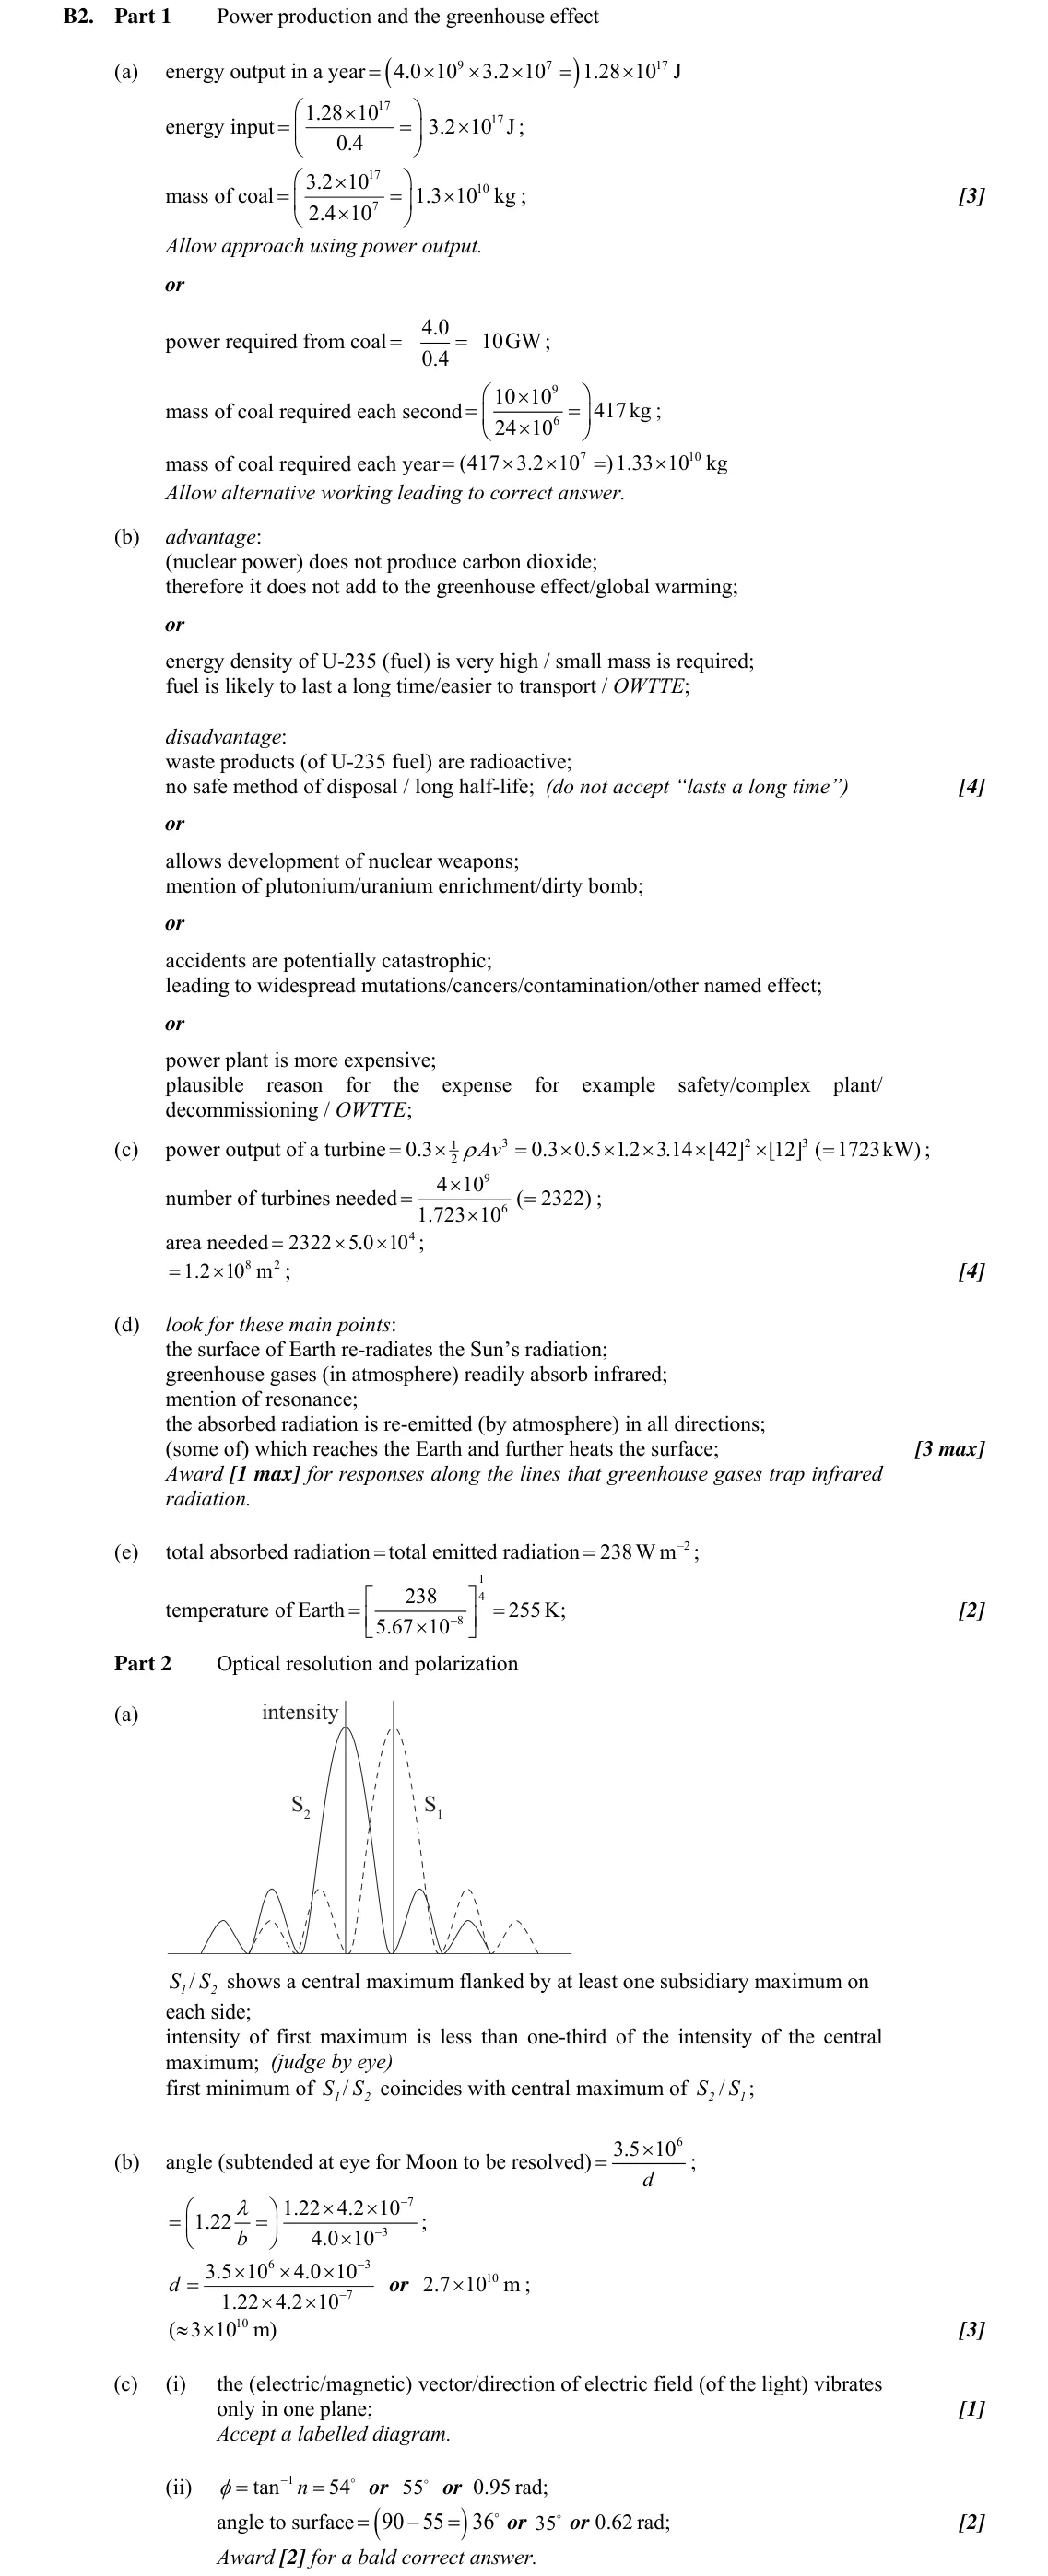 B2. Part 1 Power production and the greenhouse effect
(a) energy output in a year = (4.0×10⁹ ×3.2×10⁷ =) 1.28×10¹⁷ J
energy input = (1.28×10¹⁷ / 0.4 =) 3.2×10¹⁷ J ;
mass of coal = (3.2×10¹⁷ / 2.4×10⁷ =) 1.3×10¹⁰ kg ; [3]
Allow approach using power output.
or
power required from coal = 4.0 / 0.4 = 10 GW ;
mass of coal required each second = (10×10⁹ / 24×10⁶ =) 417 kg ;
mass of coal required each year = (417×3.2×10⁷ =) 1.33×10¹⁰ kg
Allow alternative working leading to correct answer.
(b) advantage:
(nuclear power) does not produce carbon dioxide;
therefore it does not add to the greenhouse effect/global warming;
or
energy density of U-235 (fuel) is very high / small mass is required;
fuel is likely to last a long time/easier to transport / OWTTE;
disadvantage:
waste products (of U-235 fuel) are radioactive;
no safe method of disposal / long half-life; (do not accept “lasts a long time”) [4]
or
allows development of nuclear weapons;
mention of plutonium/uranium enrichment/dirty bomb;
or
accidents are potentially catastrophic;
leading to widespread mutations/cancers/contamination/other named effect;
or
power plant is more expensive;
plausible reason for the expense for example safety/complex plant/
decommissioning / OWTTE;
(c) power output of a turbine = 0.3× ½ ρAv³ = 0.3×0.5×1.2×3.14×[42]² ×[12]³ (=1723 kW) ;
number of turbines needed = 4×10⁹ / 1.723×10⁶ (= 2322) ;
area needed = 2322×5.0×10⁴ ;
=1.2×10⁸ m² ; [4]
(d) look for these main points:
the surface of Earth re-radiates the Sun’s radiation;
greenhouse gases (in atmosphere) readily absorb infrared;
mention of resonance;
the absorbed radiation is re-emitted (by atmosphere) in all directions;
(some of) which reaches the Earth and further heats the surface; [3 max]
Award [1 max] for responses along the lines that greenhouse gases trap infrared
radiation.
(e) total absorbed radiation = total emitted radiation = 238 W m⁻² ;
temperature of Earth = [238 / 5.67×10⁻⁸]^(1/4) = 255 K; [2]
Part 2 Optical resolution and polarization
(a) intensity
S₂ S₁
S₁ / S₂ shows a central maximum flanked by at least one subsidiary maximum on
each side;
intensity of first maximum is less than one-third of the intensity of the central
maximum; (judge by eye)
first minimum of S₁ / S₂ coincides with central maximum of S₂ / S₁ ;
(b) angle (subtended at eye for Moon to be resolved) = 3.5×10⁶ / d ;
= (1.22 λ/b =) 1.22×4.2×10⁻⁷ / 4.0×10⁻³ ;
d = 3.5×10⁶ ×4.0×10⁻³ / 1.22×4.2×10⁻⁷ or 2.7×10¹⁰ m ;
(≈3×10¹⁰ m) [3]
(c) (i) the (electric/magnetic) vector/direction of electric field (of the light) vibrates
only in one plane; [1]
Accept a labelled diagram.
(ii) ϕ = tan⁻¹ n = 54° or 55° or 0.95 rad;
angle to surface = (90 – 55 =) 36° or 35° or 0.62 rad; [2]
Award [2] for a bald correct answer.